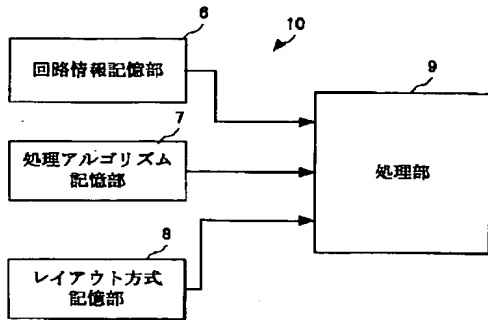 6
10
回路情報記憶部
9
7
処理アルゴリズム
記憶部
処理部
8
レイアウト方式
記憶部